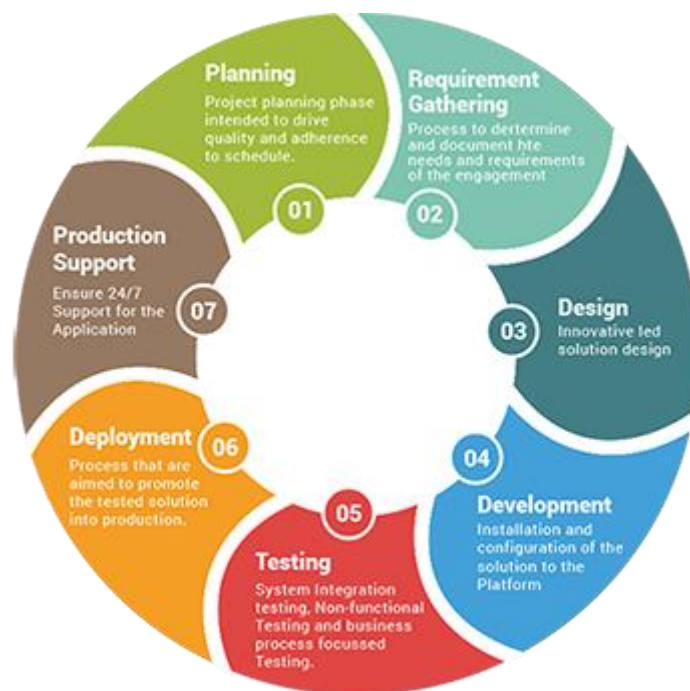 Planning
Project planning phase
intended to drive
quality and adherence
to schedule.
01
Requirement
Gathering
Process to dertermine
and document hte
needs and requirements
of the engagement
02
Design
Innovative led
solution design
03
04
Development
Installation and
configuration of the
solution to the
Platform
05
Testing
System Integration
testing, Non-functional
Testing and business
process focussed
Testing.
Deployment
06
Process that are
aimed to promote
the tested solution
into production.
Production
Support
Ensure 24/7
Support for the
Application
07